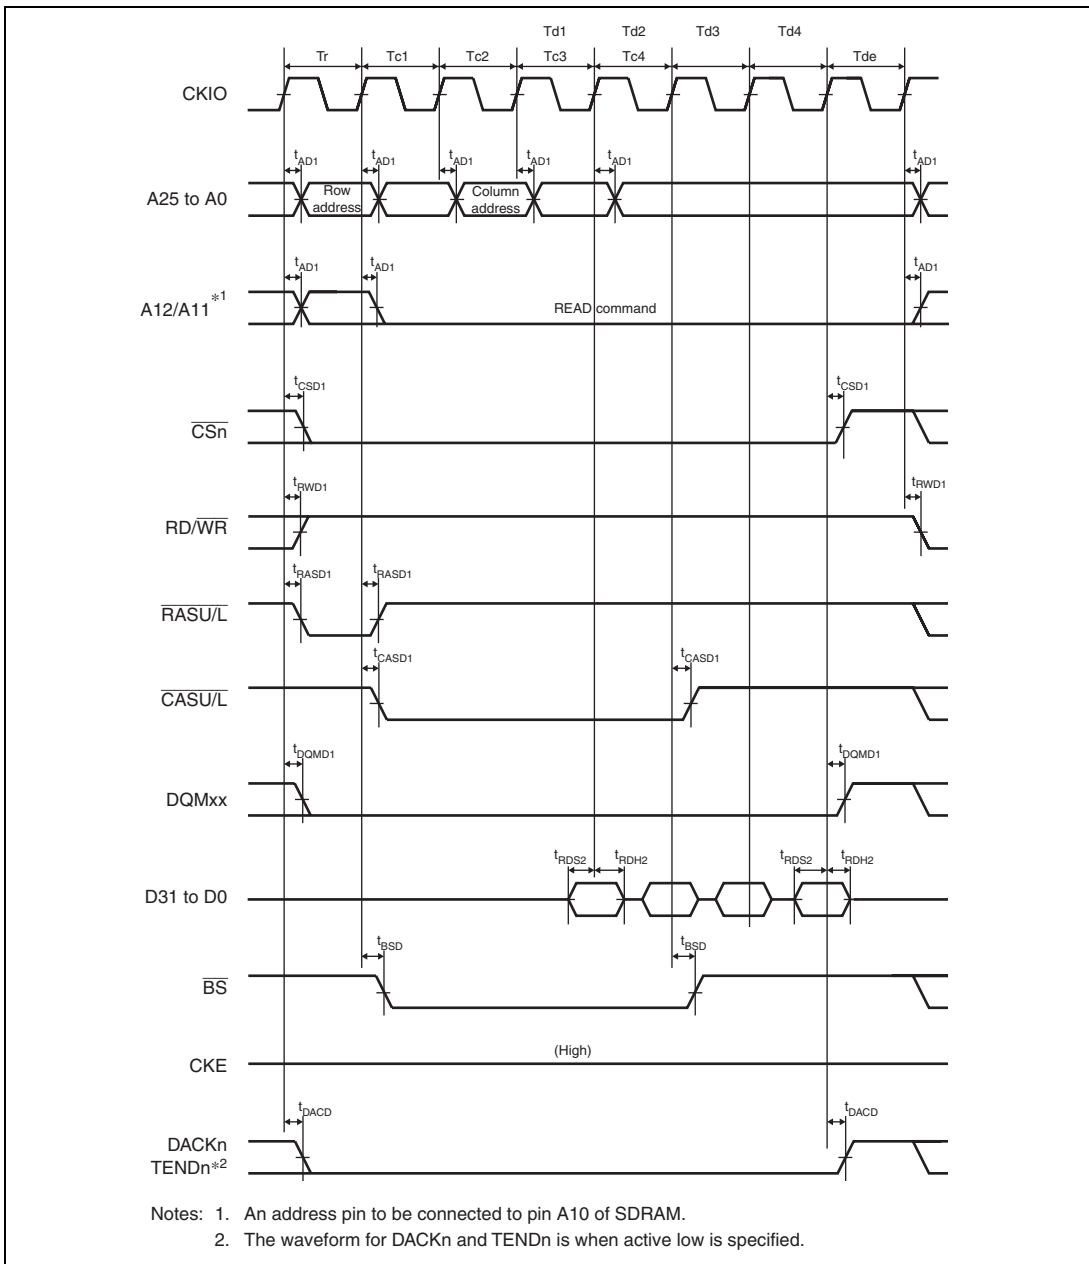 Td1 Td2 Td3 Td4
Tr Tc1 Tc2 Tc3 Tc4 Tde
CKIO
tAD1 tAD1 tAD1 tAD1 tAD1 tAD1
A25 to A0
Row address
Column address
tAD1 tAD1 tAD1
A12/A11*1
READ command
tCSD1 tCSD1
CSn
tRWD1 tRWD1
RD/WR
tRASD1 tRASD1
RASU/L
tCASD1 tCASD1
CASU/L
tDQMD1 tDQMD1
DQMxx
tRDS2 tRDH2 tRDS2 tRDH2
D31 to D0
tBSD tBSD
BS
(High)
CKE
tDACD tDACD
DACKn
TENDn*2
Notes: 1. An address pin to be connected to pin A10 of SDRAM.
2. The waveform for DACKn and TENDn is when active low is specified.